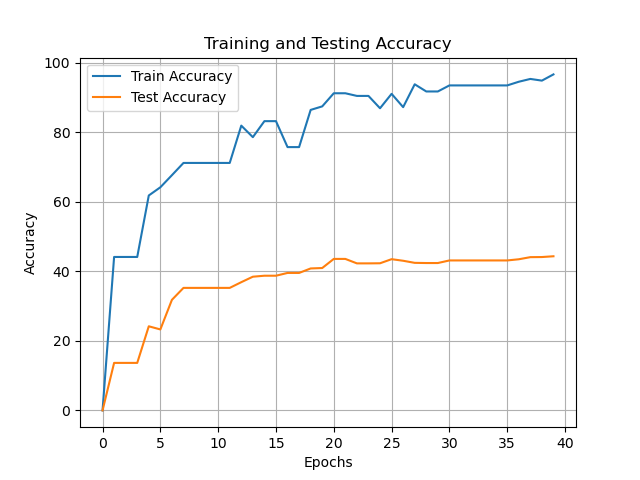 Training and Testing Accuracy
Train Accuracy
Test Accuracy
100
80
60
40
20
0
Accuracy
0 5 10 15 20 25 30 35 40
Epochs